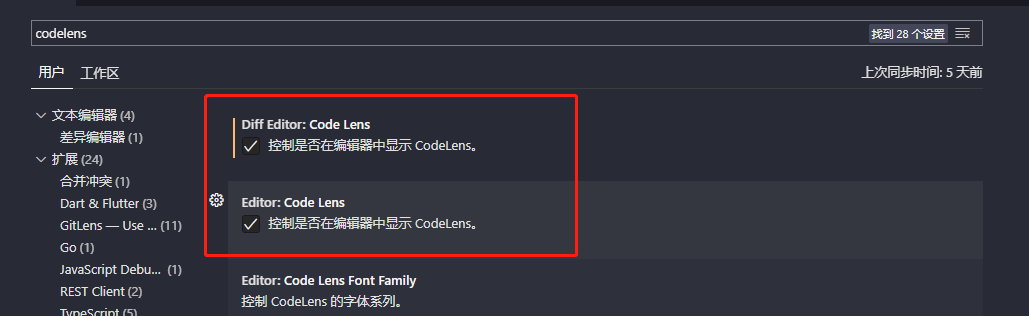 codelens
找到 28 个设置
用户
工作区
上次同步时间: 5 天前
文本编辑器 (4)
差异编辑器 (1)
扩展 (24)
合并冲突 (1)
Dart & Flutter (3)
GitLens — Use ... (11)
Go (1)
JavaScript Debu... (1)
REST Client (2)
TypeScript (5)
Diff Editor: Code Lens
控制是否在编辑器中显示 CodeLens。
Editor: Code Lens
控制是否在编辑器中显示 CodeLens。
Editor: Code Lens Font Family
控制 CodeLens 的字体系列。